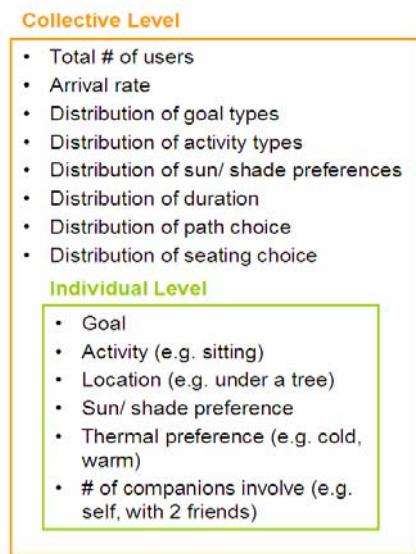 Collective Level
• Total # of users
• Arrival rate
• Distribution of goal types
• Distribution of activity types
• Distribution of sun/ shade preferences
• Distribution of duration
• Distribution of path choice
• Distribution of seating choice
Individual Level
• Goal
• Activity (e.g. sitting)
• Location (e.g. under a tree)
• Sun/ shade preference
• Thermal preference (e.g. cold,
warm)
• # of companions involve (e.g.
self, with 2 friends)